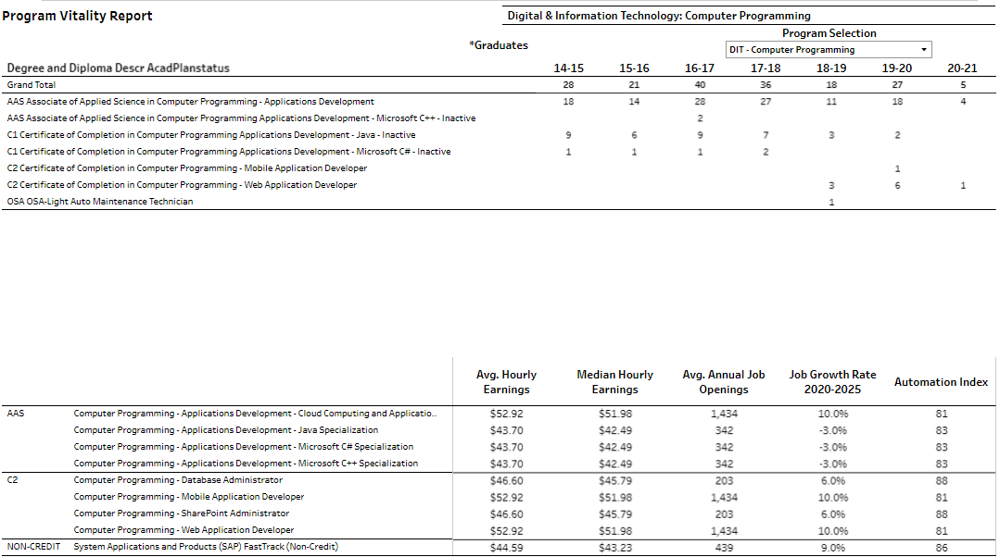 Program Vitality Report
Digital & Information Technology: Computer Programming
Program Selection
*Graduates
DIT - Computer Programming
Degree and Diploma Descr AcadPlanstatus 14-15 15-16 16-17 17-18 18-19 19-20 20-21
Grand Total 28 21 40 36 18 27 5
AAS Associate of Applied Science in Computer Programming - Applications Development 18 14 28 27 11 18 4
AAS Associate of Applied Science in Computer Programming Applications Development - Microsoft C++ - Inactive 2
C1 Certificate of Completion in Computer Programming Applications Development - Java - Inactive 9 6 9 7 3 2
C1 Certificate of Completion in Computer Programming Applications Development - Microsoft C# - Inactive 1 1 1 2
C2 Certificate of Completion in Computer Programming - Mobile Application Developer 1
C2 Certificate of Completion in Computer Programming - Web Application Developer 3 6 1
OSA OSA-Light Auto Maintenance Technician 1
Avg. Hourly Median Hourly Avg. Annual Job Job Growth Rate
Earnings Earnings Openings 2020-2025 Automation Index
AAS Computer Programming - Applications Development - Cloud Computing and Applicatio.. $52.92 $51.98 1,434 10.0% 81
Computer Programming - Applications Development - Java Specialization $43.70 $42.49 342 -3.0% 83
Computer Programming - Applications Development - Microsoft C# Specialization $43.70 $42.49 342 -3.0% 83
Computer Programming - Applications Development - Microsoft C++ Specialization $43.70 $42.49 342 -3.0% 83
C2 Computer Programming - Database Administrator $46.60 $45.79 203 6.0% 88
Computer Programming - Mobile Application Developer $52.92 $51.98 1,434 10.0% 81
Computer Programming - SharePoint Administrator $46.60 $45.79 203 6.0% 88
Computer Programming - Web Application Developer $52.92 $51.98 1,434 10.0% 81
NON-CREDIT System Applications and Products (SAP) FastTrack (Non-Credit) $44.59 $43.23 439 9.0% 86